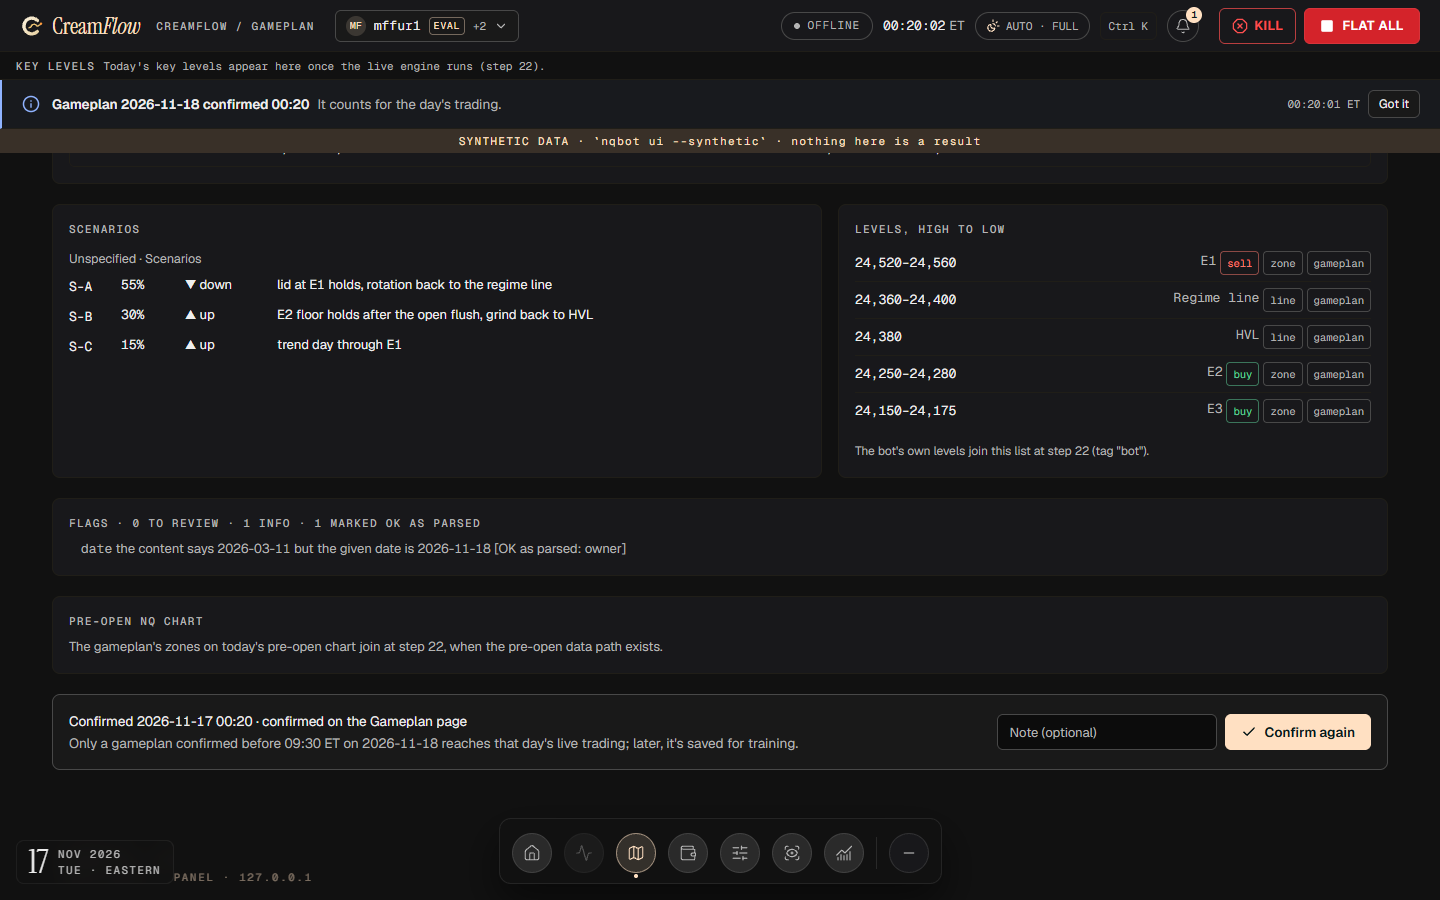 CreamFlow CREAMFLOW / GAMEPLAN MF mffur1 EVAL +2 OFFLINE 00:20:02 ET AUTO · FULL Ctrl K 1 KILL FLAT ALL
KEY LEVELS Today's key levels appear here once the live engine runs (step 22).
Gameplan 2026-11-18 confirmed 00:20 It counts for the day's trading. 00:20:01 ET Got it
SYNTHETIC DATA · `nqbot ui --synthetic` · nothing here is a result
SCENARIOS
Unspecified · Scenarios
S-A 55% ▼ down lid at E1 holds, rotation back to the regime line
S-B 30% ▲ up E2 floor holds after the open flush, grind back to HVL
S-C 15% ▲ up trend day through E1
LEVELS, HIGH TO LOW
24,520–24,560 E1 sell zone gameplan
24,360–24,400 Regime line line gameplan
24,380 HVL line gameplan
24,250–24,280 E2 buy zone gameplan
24,150–24,175 E3 buy zone gameplan
The bot's own levels join this list at step 22 (tag "bot").
FLAGS · 0 TO REVIEW · 1 INFO · 1 MARKED OK AS PARSED
date the content says 2026-03-11 but the given date is 2026-11-18 [OK as parsed: owner]
PRE-OPEN NQ CHART
The gameplan's zones on today's pre-open chart join at step 22, when the pre-open data path exists.
Confirmed 2026-11-17 00:20 · confirmed on the Gameplan page
Only a gameplan confirmed before 09:30 ET on 2026-11-18 reaches that day's live trading; later, it's saved for training.
Note (optional) Confirm again
17 NOV 2026
TUE · EASTERN
PANEL · 127.0.0.1